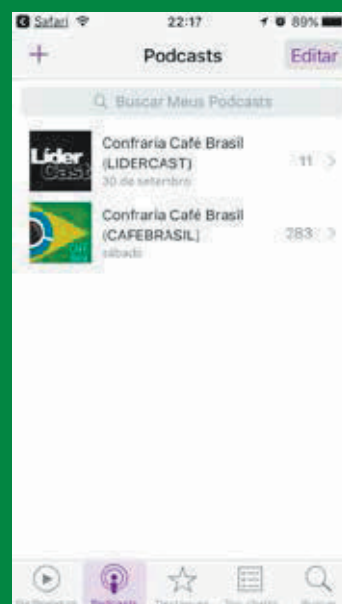 Safari 22:17 89%
Podcasts Editar
Buscar Meus Podcasts
Líder
Cast
Confraria Café Brasil
(LIDERCAST)
30 de setembro
11
Confraria Café Brasil
(CAFEBRASIL)
sábado
283
Podcasts